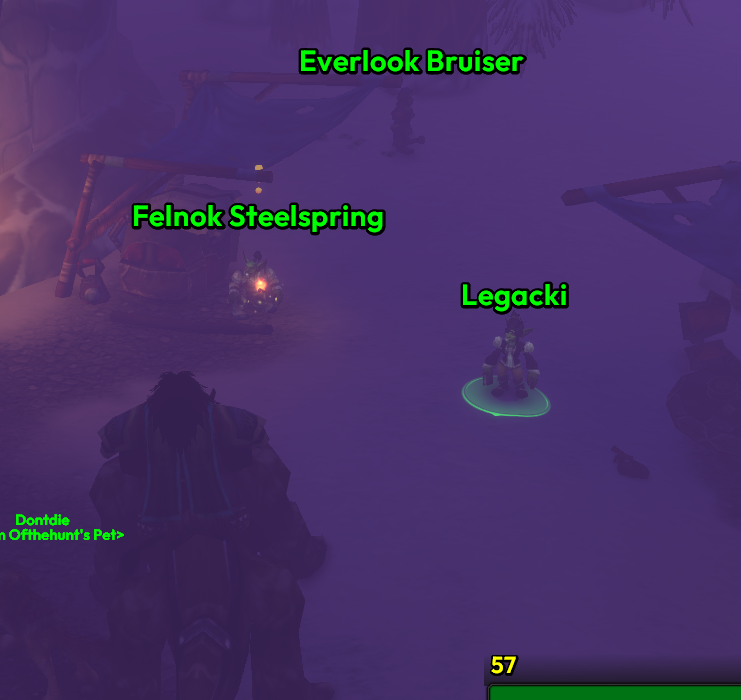 Everlook Bruiser
Felnok Steelspring
Legacki
Dontdie
Ofthehunt's Pet>
57